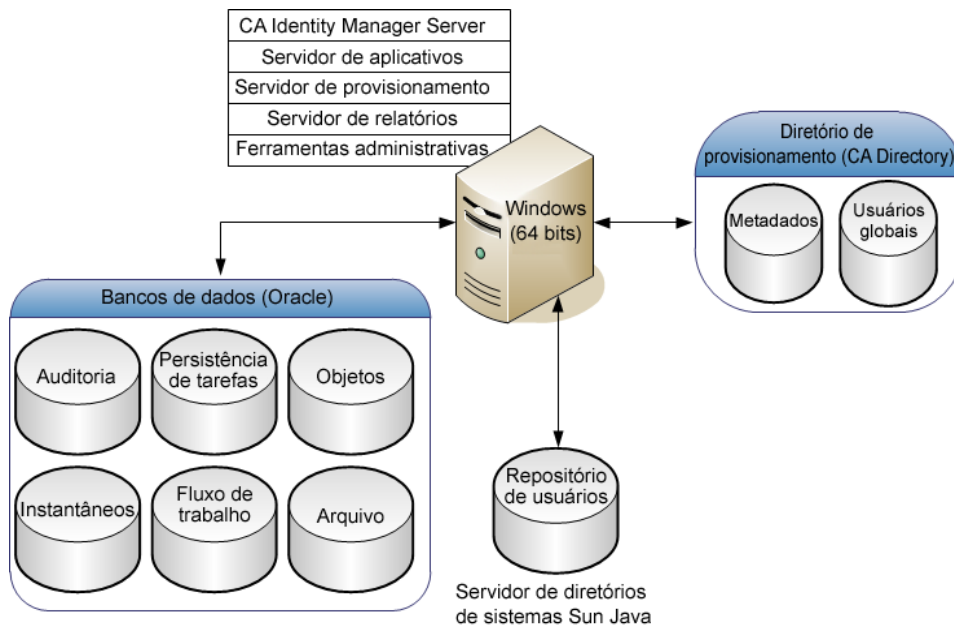 CA Identity Manager Server
Servidor de aplicativos
Servidor de provisionamento
Servidor de relatórios
Ferramentas administrativas
Windows
(64 bits)
Diretório de
provisionamento (CA Directory)
Metadados
Usuários
globais
Bancos de dados (Oracle)
Auditoria
Persistência
de tarefas
Objetos
Instantâneos
Fluxo de
trabalho
Arquivo
Repositório
de usuários
Servidor de diretórios
de sistemas Sun Java